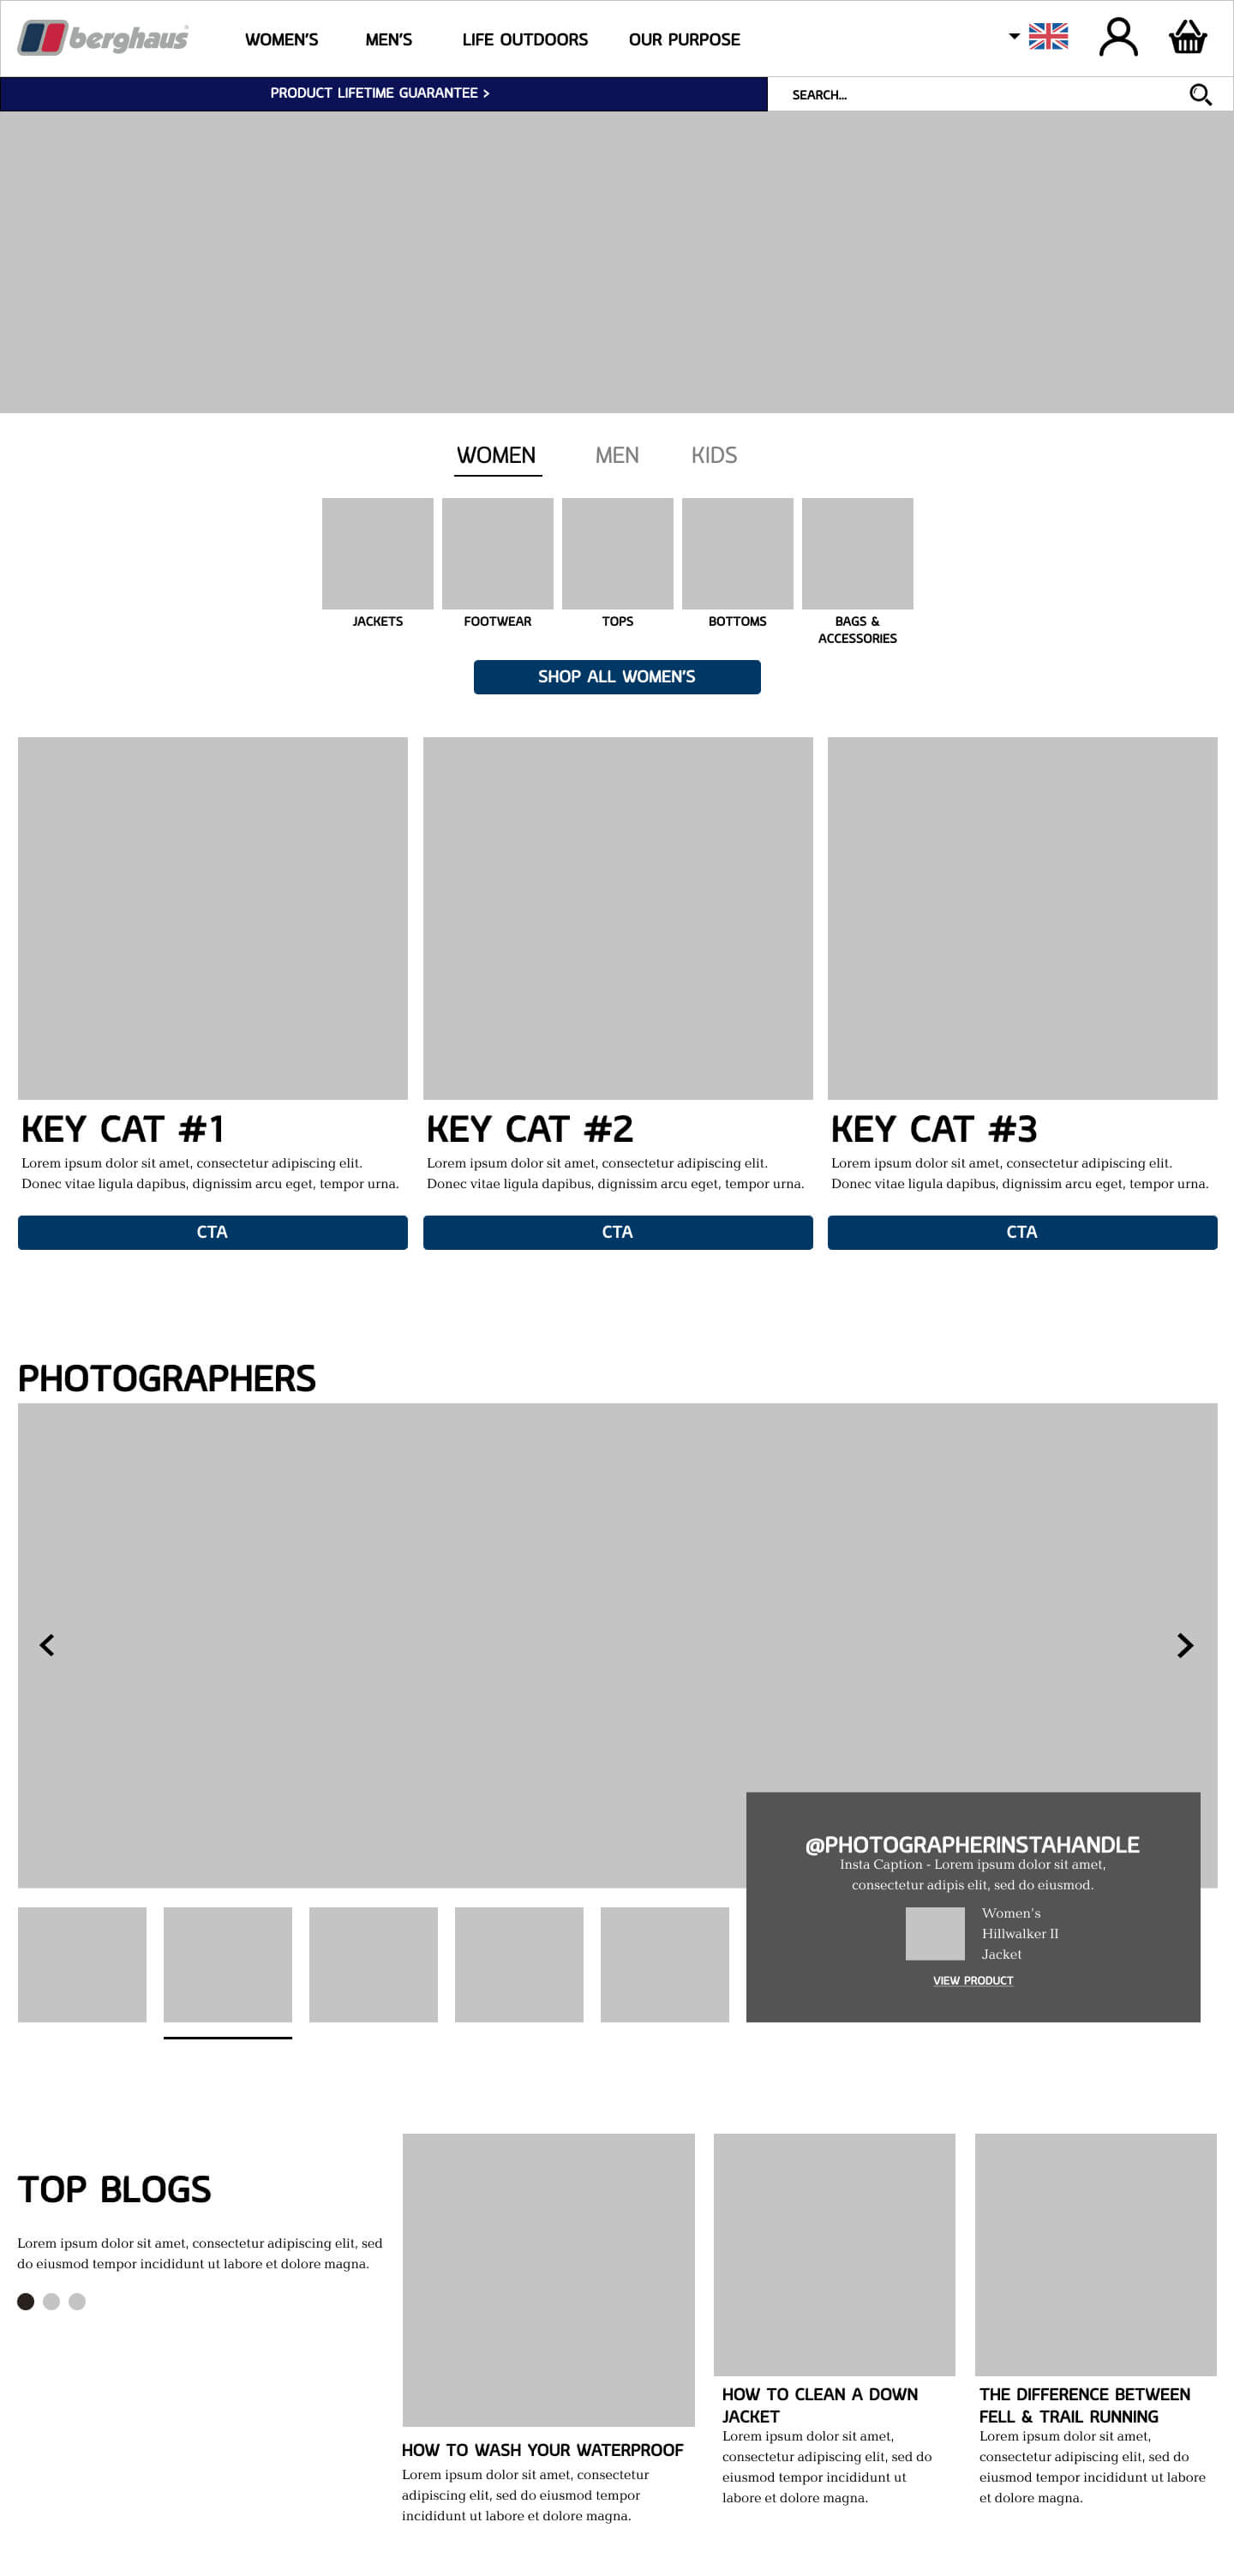 berghaus
WOMEN'S
MEN'S
LIFE OUTDOORS
OUR PURPOSE
PRODUCT LIFETIME GUARANTEE >
SEARCH...
WOMEN
MEN
KIDS
JACKETS
FOOTWEAR
TOPS
BOTTOMS
BAGS &
ACCESSORIES
SHOP ALL WOMEN'S
KEY CAT #1
Lorem ipsum dolor sit amet, consectetur adipiscing elit.
Donec vitae ligula dapibus, dignissim arcu eget, tempor urna.
CTA
KEY CAT #2
Lorem ipsum dolor sit amet, consectetur adipiscing elit.
Donec vitae ligula dapibus, dignissim arcu eget, tempor urna.
CTA
KEY CAT #3
Lorem ipsum dolor sit amet, consectetur adipiscing elit.
Donec vitae ligula dapibus, dignissim arcu eget, tempor urna.
CTA
PHOTOGRAPHERS
@PHOTOGRAPHERINSTAHANDLE
Insta Caption - Lorem ipsum dolor sit amet,
consectetur adipis elit, sed do eiusmod.
Women's
Hillwalker II
Jacket
VIEW PRODUCT
TOP BLOGS
Lorem ipsum dolor sit amet, consectetur adipiscing elit, sed
do eiusmod tempor incididunt ut labore et dolore magna.
HOW TO WASH YOUR WATERPROOF
Lorem ipsum dolor sit amet, consectetur
adipiscing elit, sed do eiusmod tempor
incididunt ut labore et dolore magna.
HOW TO CLEAN A DOWN
JACKET
Lorem ipsum dolor sit amet,
consectetur adipiscing elit, sed do
eiusmod tempor incididunt ut
labore et dolore magna.
THE DIFFERENCE BETWEEN
FELL & TRAIL RUNNING
Lorem ipsum dolor sit amet,
consectetur adipiscing elit, sed do
eiusmod tempor incididunt ut labore
et dolore magna.